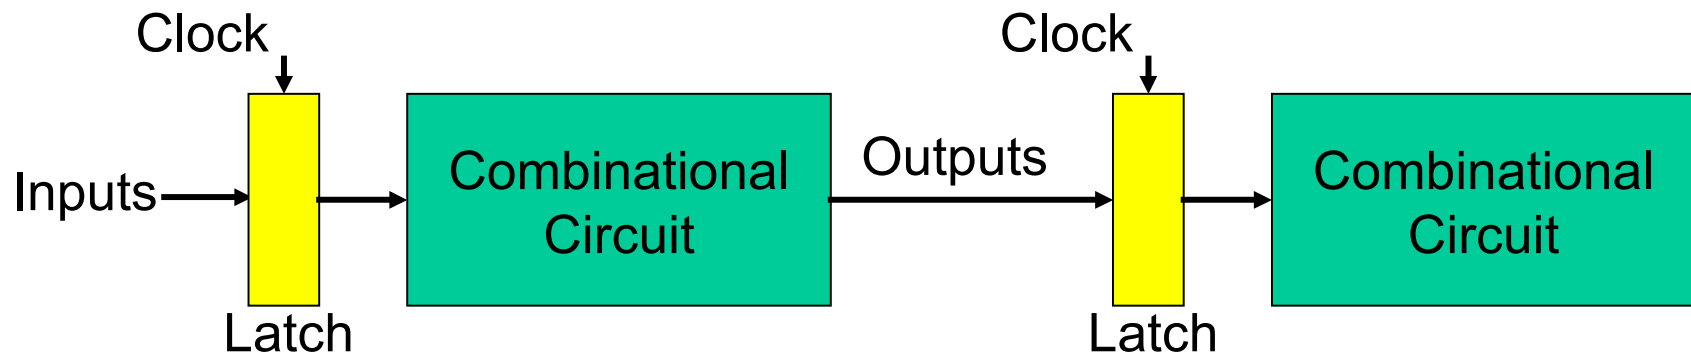 Clock
Clock
Inputs
Combinational
Circuit
Outputs
Combinational
Circuit
Latch
Latch